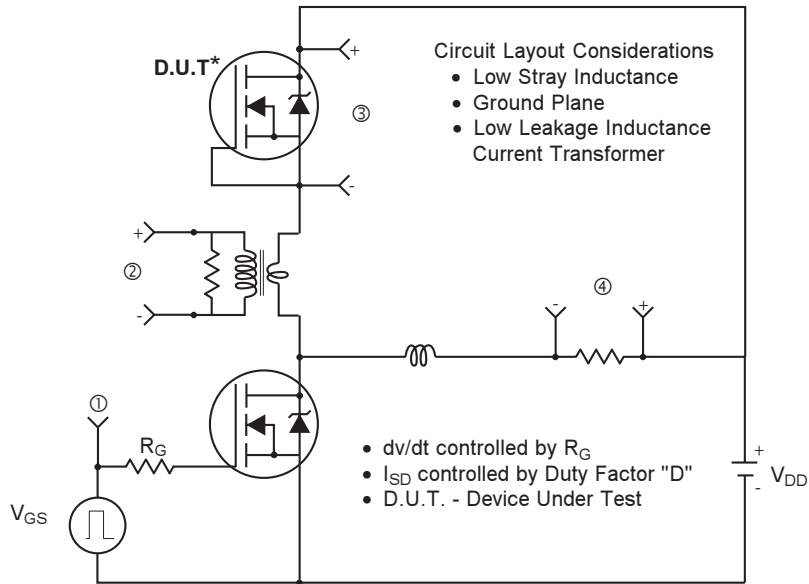 D.U.T*
+
Circuit Layout Considerations
• Low Stray Inductance
• Ground Plane
• Low Leakage Inductance
Current Transformer
③
-
+
②
-
④
-
+
①
R_G
V_GS
• dv/dt controlled by R_G
• I_SD controlled by Duty Factor "D"
• D.U.T. - Device Under Test
+
V_DD
-